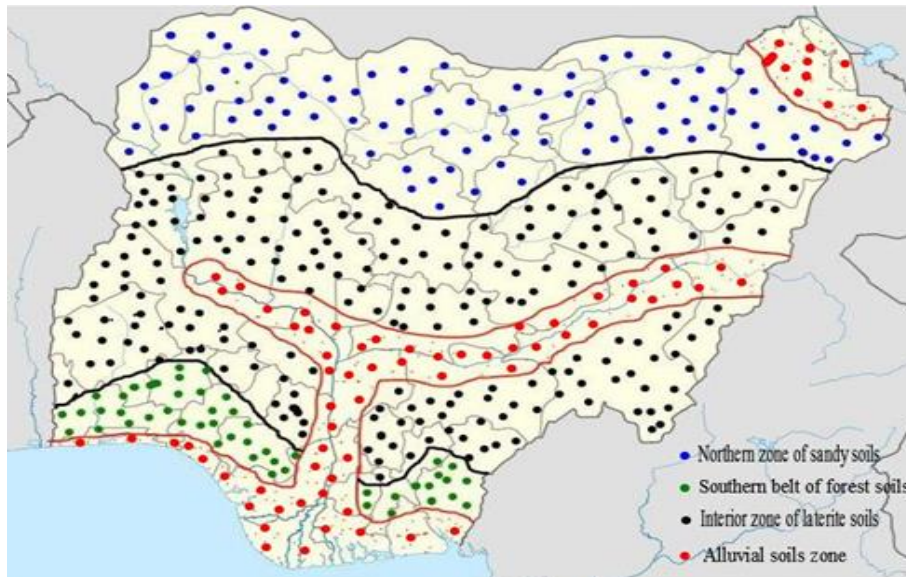 Northern zone of sandy soils
Southern belt of forest soils
Interior zone of laterite soils
Alluvial soils zone